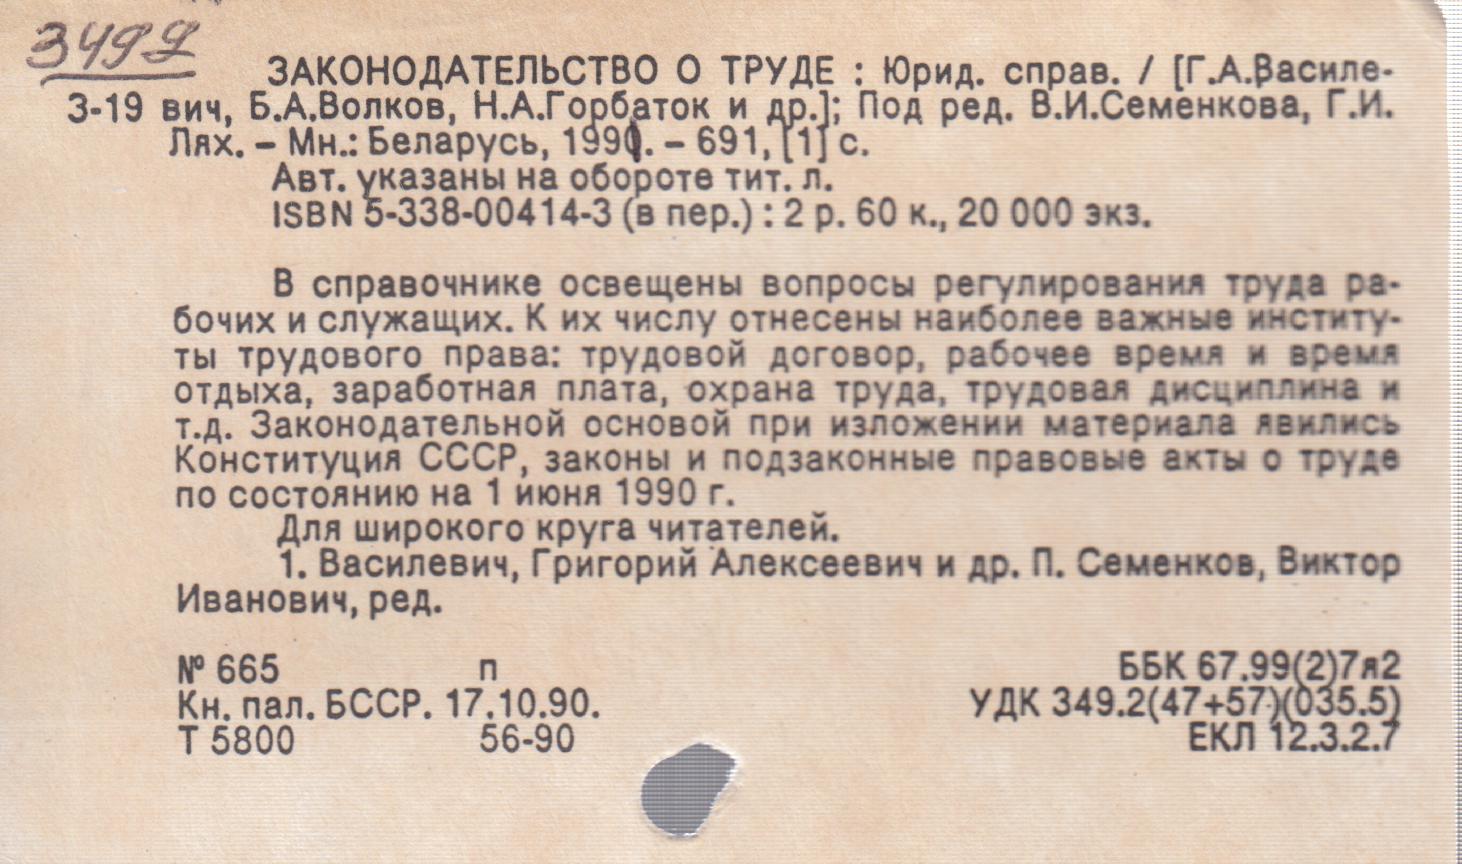 3499
ЗАКОНОДАТЕЛЬСТВО О ТРУДЕ : Юрид. справ. / [Г.А.Василе-
З-19 вич, Б.А.Волков, Н.А.Горбаток и др.]; Под ред. В.И.Семенкова, Г.И.
Лях. – Мн.: Беларусь, 1991. – 691, [1] с.
Авт. указаны на обороте тит. л.
ISBN 5-338-00414-3 (в пер.) : 2 р. 60 к., 20 000 экз.
В справочнике освещены вопросы регулирования труда ра-
бочих и служащих. К их числу отнесены наиболее важные институ-
ты трудового права: трудовой договор, рабочее время и время
отдыха, заработная плата, охрана труда, трудовая дисциплина и
т.д. Законодательной основой при изложении материала явились
Конституция СССР, законы и подзаконные правовые акты о труде
по состоянию на 1 июня 1990 г.
Для широкого круга читателей.
1. Василевич, Григорий Алексеевич и др. П. Семенков, Виктор
Иванович, ред.
№ 665 п ББК 67.99(2)7я2
Кн. пал. БССР. 17.10.90. УДК 349.2(47+57)(035.5)
Т 5800 56-90 ЕКЛ 12.3.2.7